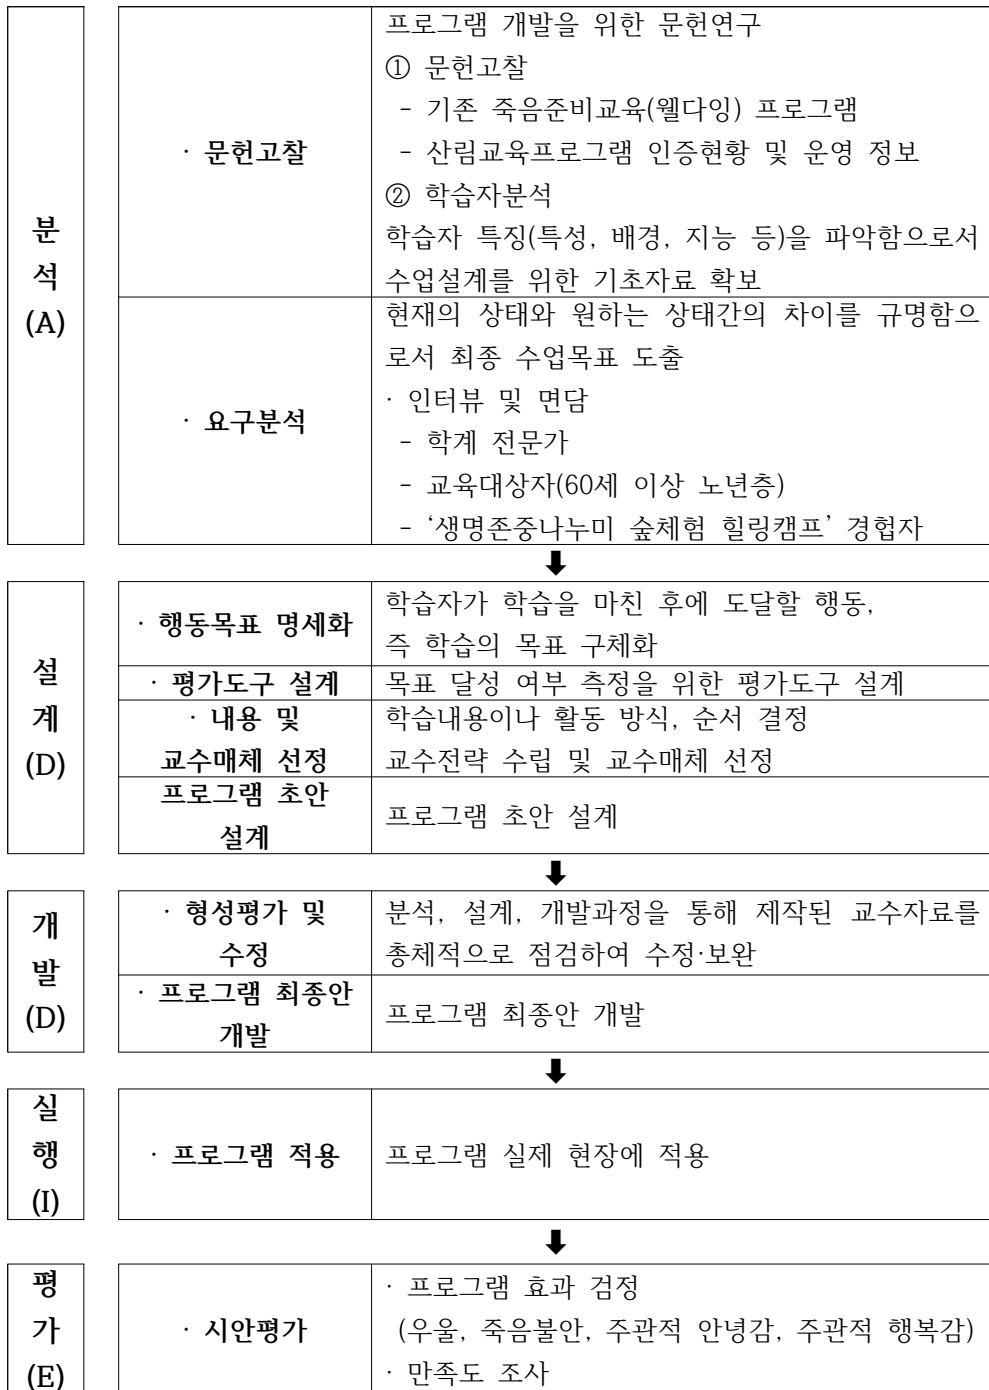 분
석
(A)
· 문헌고찰
프로그램 개발을 위한 문헌연구
① 문헌고찰
- 기존 죽음준비교육(웰다잉) 프로그램
- 산림교육프로그램 인증현황 및 운영 정보
② 학습자분석
학습자 특징(특성, 배경, 지능 등)을 파악함으로서
수업설계를 위한 기초자료 확보
· 요구분석
현재의 상태와 원하는 상태간의 차이를 규명함으
로서 최종 수업목표 도출
· 인터뷰 및 면담
- 학계 전문가
- 교육대상자(60세 이상 노년층)
- ‘생명존중나누미 숲체험 힐링캠프’ 경험자
⬇
설
계
(D)
· 행동목표 명세화
학습자가 학습을 마친 후에 도달할 행동,
즉 학습의 목표 구체화
· 평가도구 설계
목표 달성 여부 측정을 위한 평가도구 설계
· 내용 및
교수매체 선정
학습내용이나 활동 방식, 순서 결정
교수전략 수립 및 교수매체 선정
프로그램 초안
설계
프로그램 초안 설계
⬇
개
발
(D)
· 형성평가 및
수정
분석, 설계, 개발과정을 통해 제작된 교수자료를
총체적으로 점검하여 수정·보완
· 프로그램 최종안
개발
프로그램 최종안 개발
⬇
실
행
(I)
· 프로그램 적용
프로그램 실제 현장에 적용
⬇
평
가
(E)
· 시안평가
· 프로그램 효과 검정
(우울, 죽음불안, 주관적 안녕감, 주관적 행복감)
· 만족도 조사